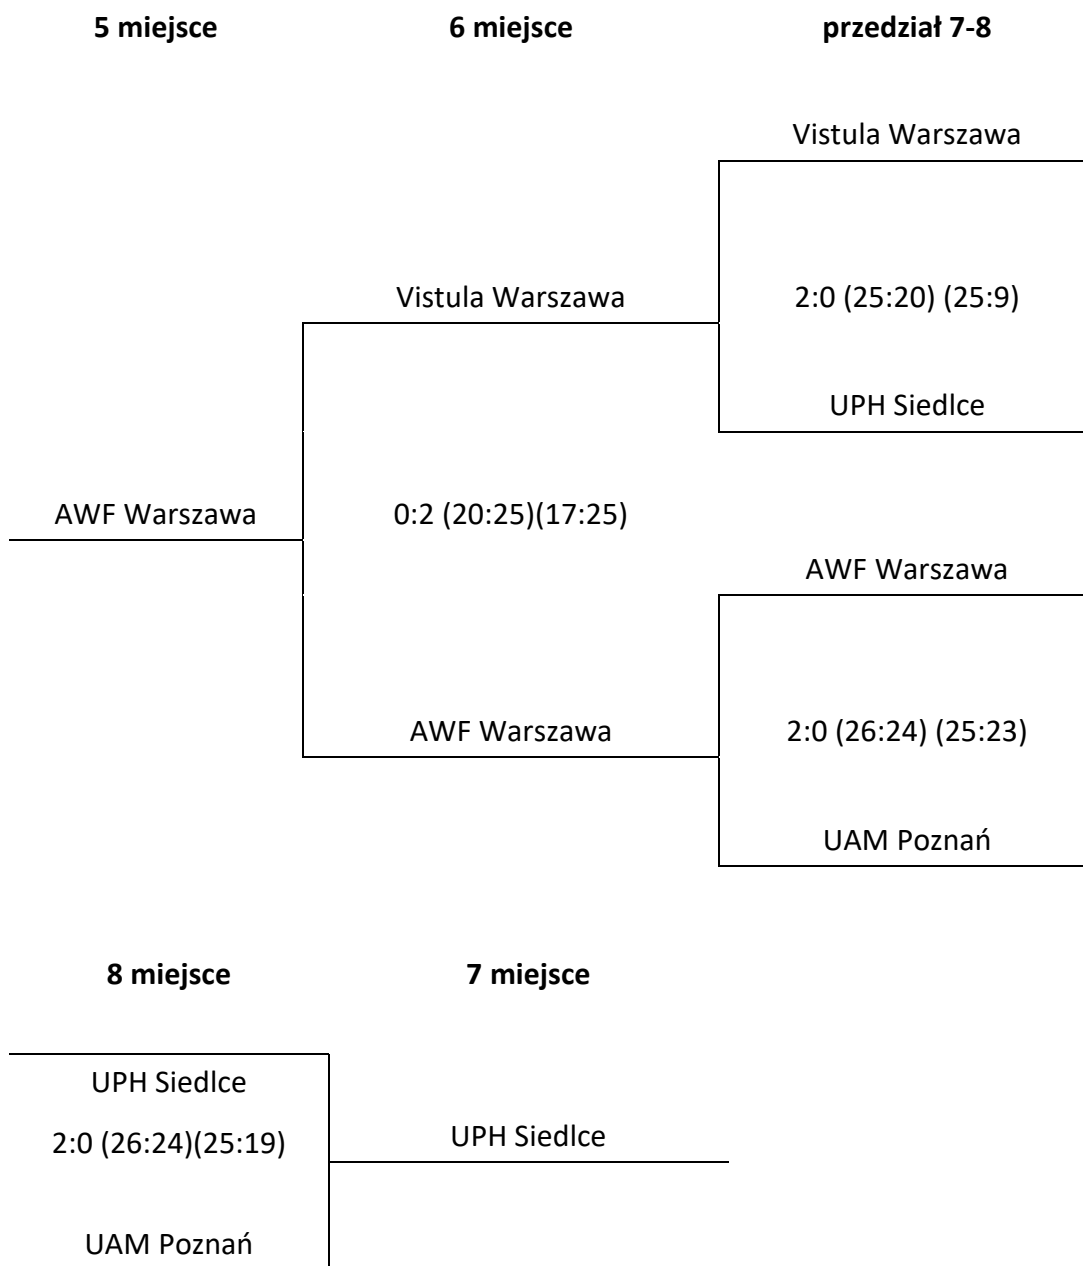 5 miejsce 6 miejsce przedział 7-8
Vistula Warszawa
Vistula Warszawa 2:0 (25:20) (25:9)
UPH Siedlce
AWF Warszawa 0:2 (20:25)(17:25)
AWF Warszawa
AWF Warszawa 2:0 (26:24) (25:23)
UAM Poznań
8 miejsce 7 miejsce
UPH Siedlce
2:0 (26:24)(25:19) UPH Siedlce
UAM Poznań